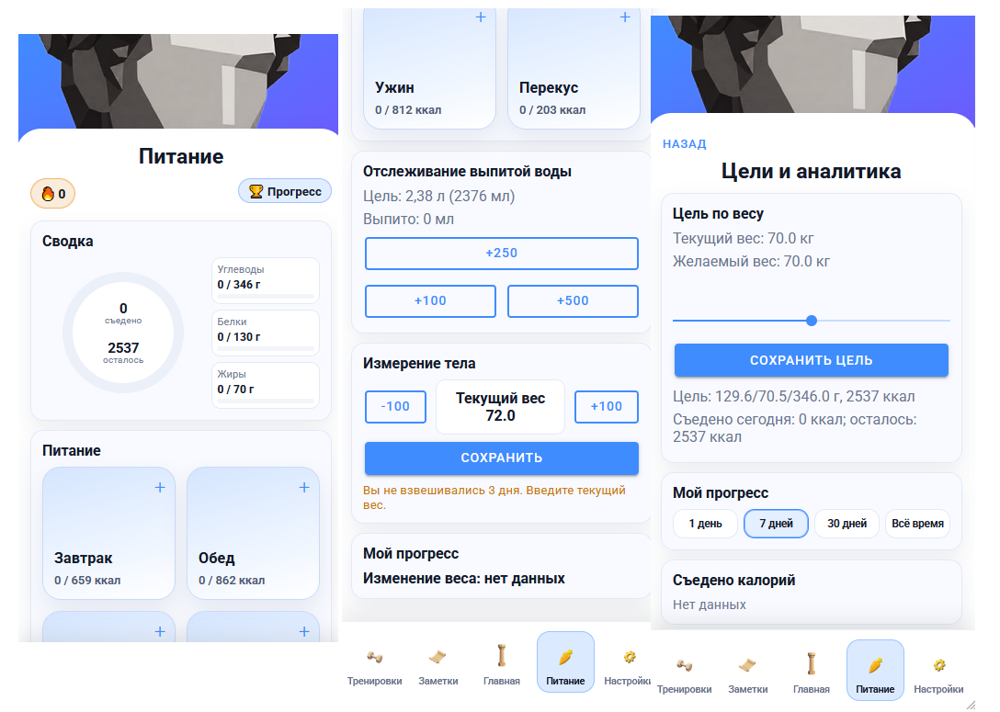 Питание
0
Прогресс
Сводка
0
съедено
2537
осталось
Углеводы
0 / 346 г
Белки
0 / 130 г
Жиры
0 / 70 г
Питание
+
Завтрак
0 / 659 ккал
+
Обед
0 / 862 ккал
+
+
+
Ужин
0 / 812 ккал
+
Перекус
0 / 203 ккал
Отслеживание выпитой воды
Цель: 2,38 л (2376 мл)
Выпито: 0 мл
+250
+100
+500
Измерение тела
-100
Текущий вес
72.0
+100
СОХРАНИТЬ
Вы не взвешивались 3 дня. Введите текущий
вес.
Мой прогресс
Изменение веса: нет данных
Тренировки
Заметки
Главная
Питание
Настройки
НАЗАД
Цели и аналитика
Цель по весу
Текущий вес: 70.0 кг
Желаемый вес: 70.0 кг
СОХРАНИТЬ ЦЕЛЬ
Цель: 129.6/70.5/346.0 г, 2537 ккал
Съедено сегодня: 0 ккал; осталось:
2537 ккал
Мой прогресс
1 день
7 дней
30 дней
Всё время
Съедено калорий
Нет данных
Тренировки
Заметки
Главная
Питание
Настройки